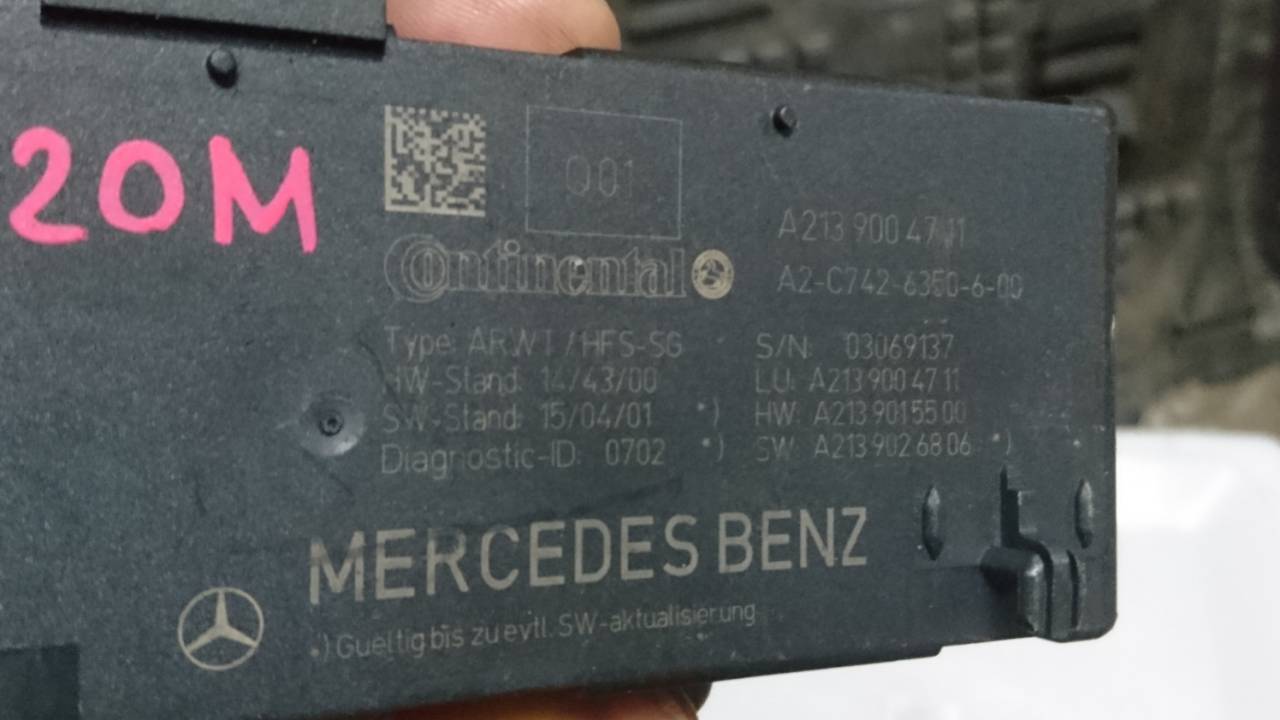 20M
Q01
Continental
A213 900 47 11
A2-C742-6350-6-00
Type: ARWT/HFS-SG
HW-Stand: 14/43/00
SW-Stand: 15/04/01 *)
Diagnostic-ID: 0702 *)
S/N: 03069137
LU: A213 900 47 11
HW: A213 901 55 00
SW: A213 902 68 06 *)
MERCEDES BENZ
*) Gueltig bis zu evtl. SW-aktualisierung